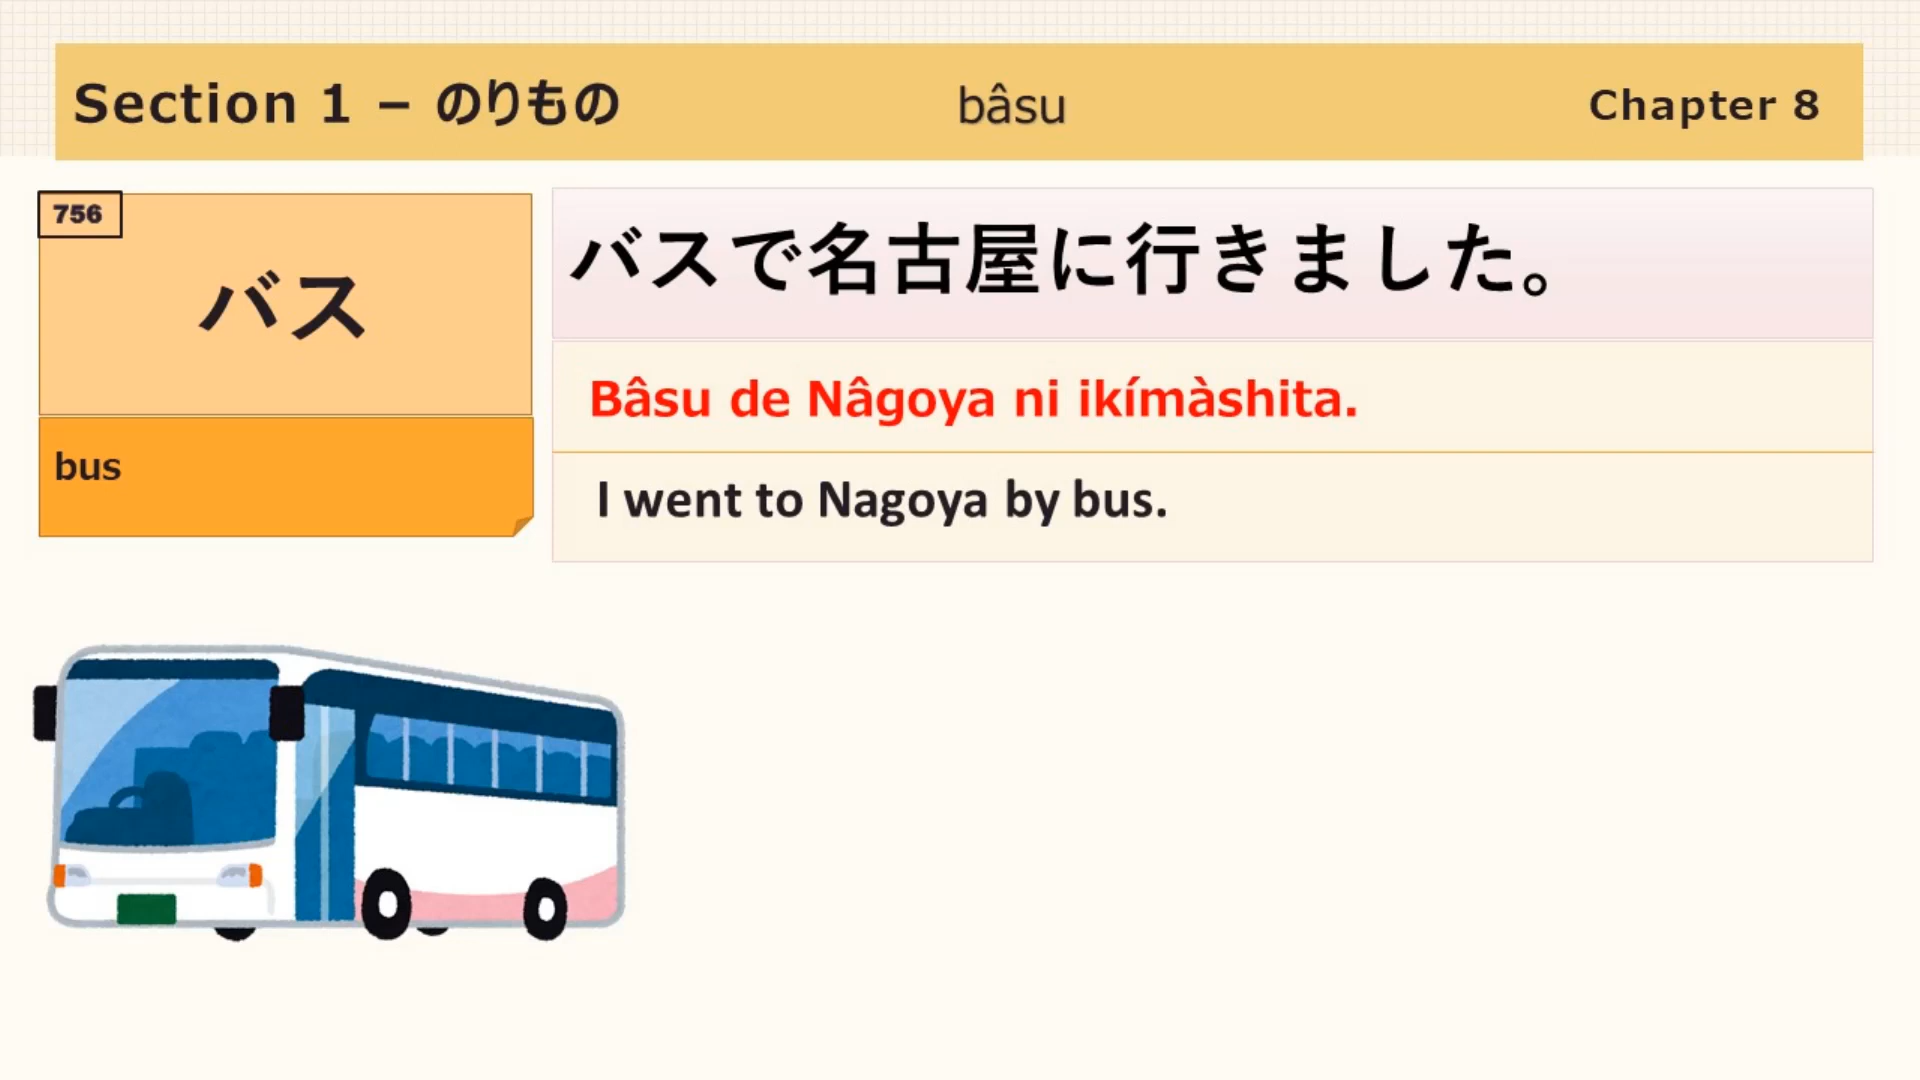 Section 1 – のりもの
bâsu
Chapter 8
756
バス
bus
バスで名古屋に行きました。
Bâsu de Nâgoya ni ikímàshita.
I went to Nagoya by bus.